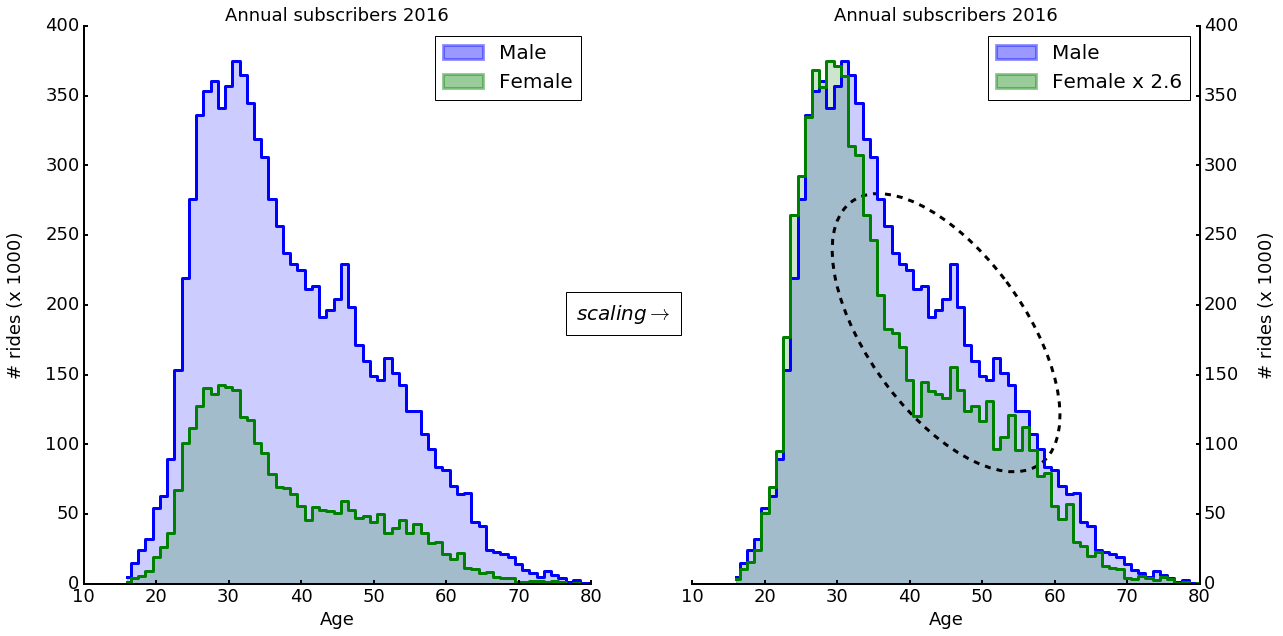 Annual subscribers 2016
400
350
300
250
200
150
100
50
0
# rides (x 1000)
10 20 30 40 50 60 70 80
Age
Male
Female
scaling→
Annual subscribers 2016
Male
Female x 2.6
400
350
300
250
200
150
100
50
0
# rides (x 1000)
10 20 30 40 50 60 70 80
Age